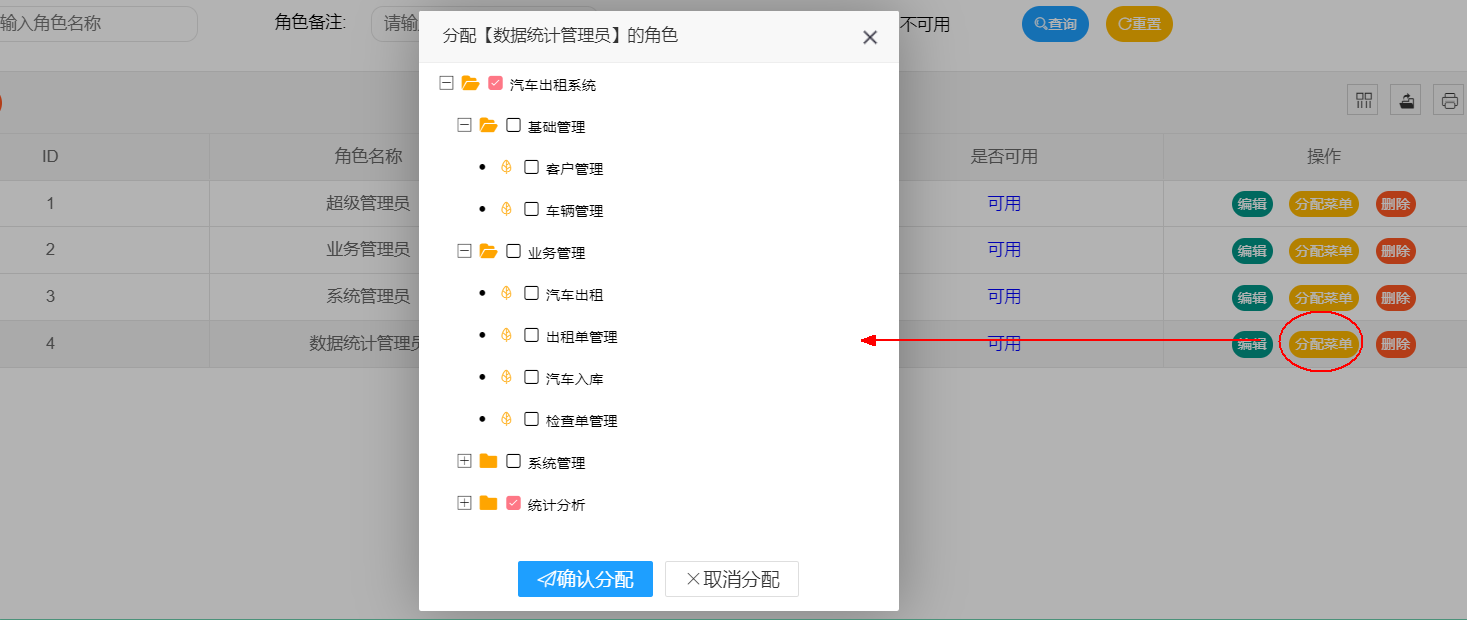 输入角色名称 角色备注: 请输 不可用 查询 重置
分配【数据统计管理员】的角色
汽车出租系统
基础管理
客户管理
车辆管理
业务管理
汽车出租
出租单管理
汽车入库
检查单管理
系统管理
统计分析
确认分配 取消分配
ID 角色名称 是否可用 操作
1 超级管理员 可用 编辑 分配菜单 删除
2 业务管理员 可用 编辑 分配菜单 删除
3 系统管理员 可用 编辑 分配菜单 删除
4 数据统计管理员 可用 编辑 分配菜单 删除